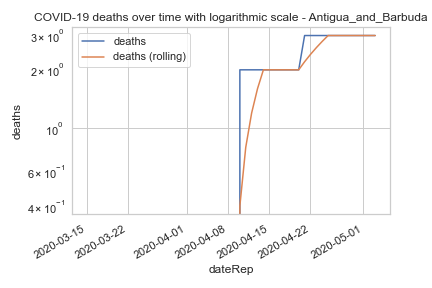 COVID-19 deaths over time with logarithmic scale - Antigua_and_Barbuda
deaths
deaths (rolling)
3 × 10⁰
2 × 10⁰
10⁰
6 × 10⁻¹
4 × 10⁻¹
deaths
2020-03-15
2020-03-22
2020-04-01
2020-04-08
2020-04-15
2020-04-22
2020-05-01
dateRep